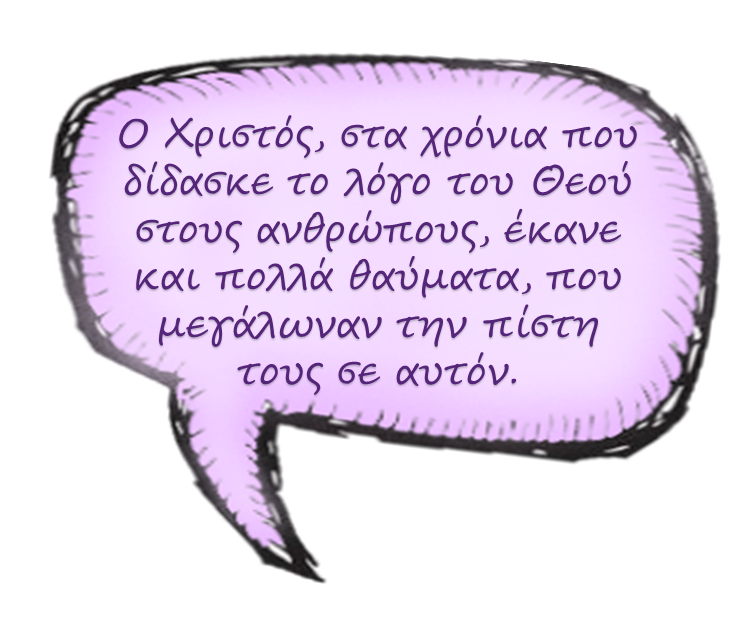 Ο Χριστός, στα χρόνια που
δίδασκε το λόγο του Θεού
στους ανθρώπους, έκανε
και πολλά θαύματα, που
μεγάλωναν την πίστη
τους σε αυτόν.